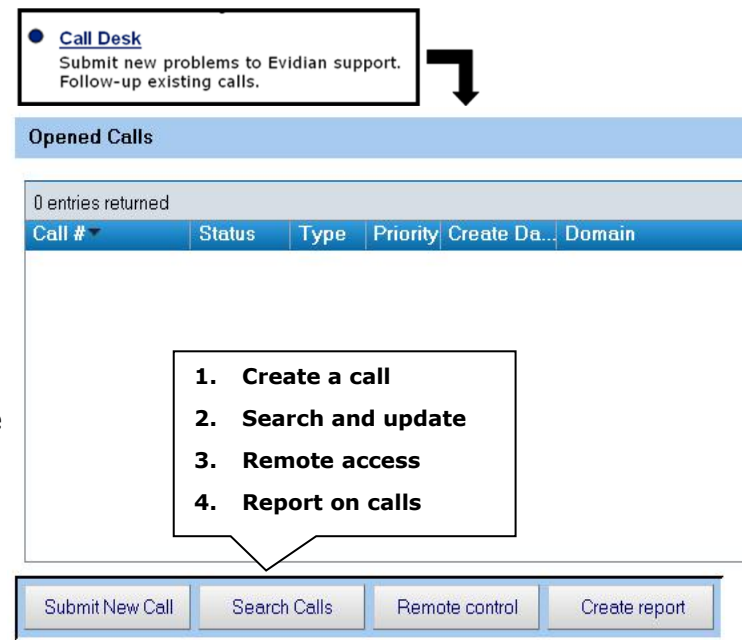 Call Desk
Submit new problems to Evidian support.
Follow-up existing calls.
Opened Calls
0 entries returned
Call # Status Type Priority Create Da... Domain
1. Create a call
2. Search and update
3. Remote access
4. Report on calls
Submit New Call Search Calls Remote control Create report